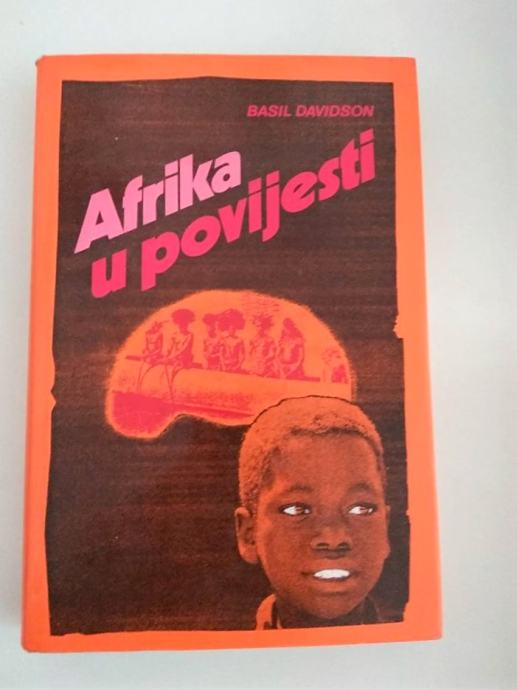 BASIL DAVIDSON
Afrika
u povijesti